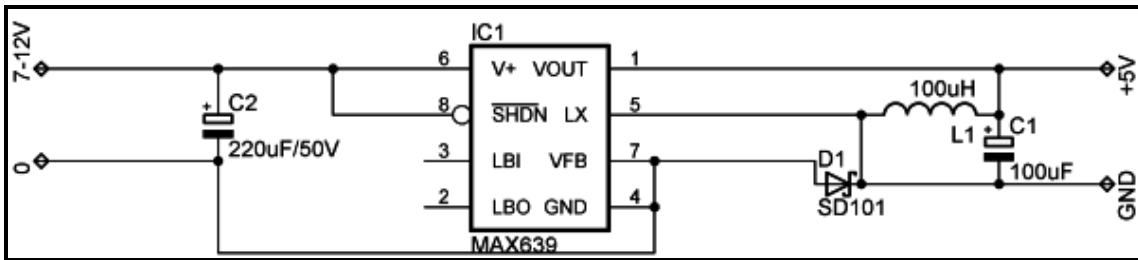 IC1
7-12V
6
V+
VOUT
1
+5V
C2
+
220uF/50V
8
SHDN
LX
5
100uH
L1
+
C1
100uF
0
3
LBI
VFB
7
D1
SD101
2
LBO
GND
4
GND
MAX639